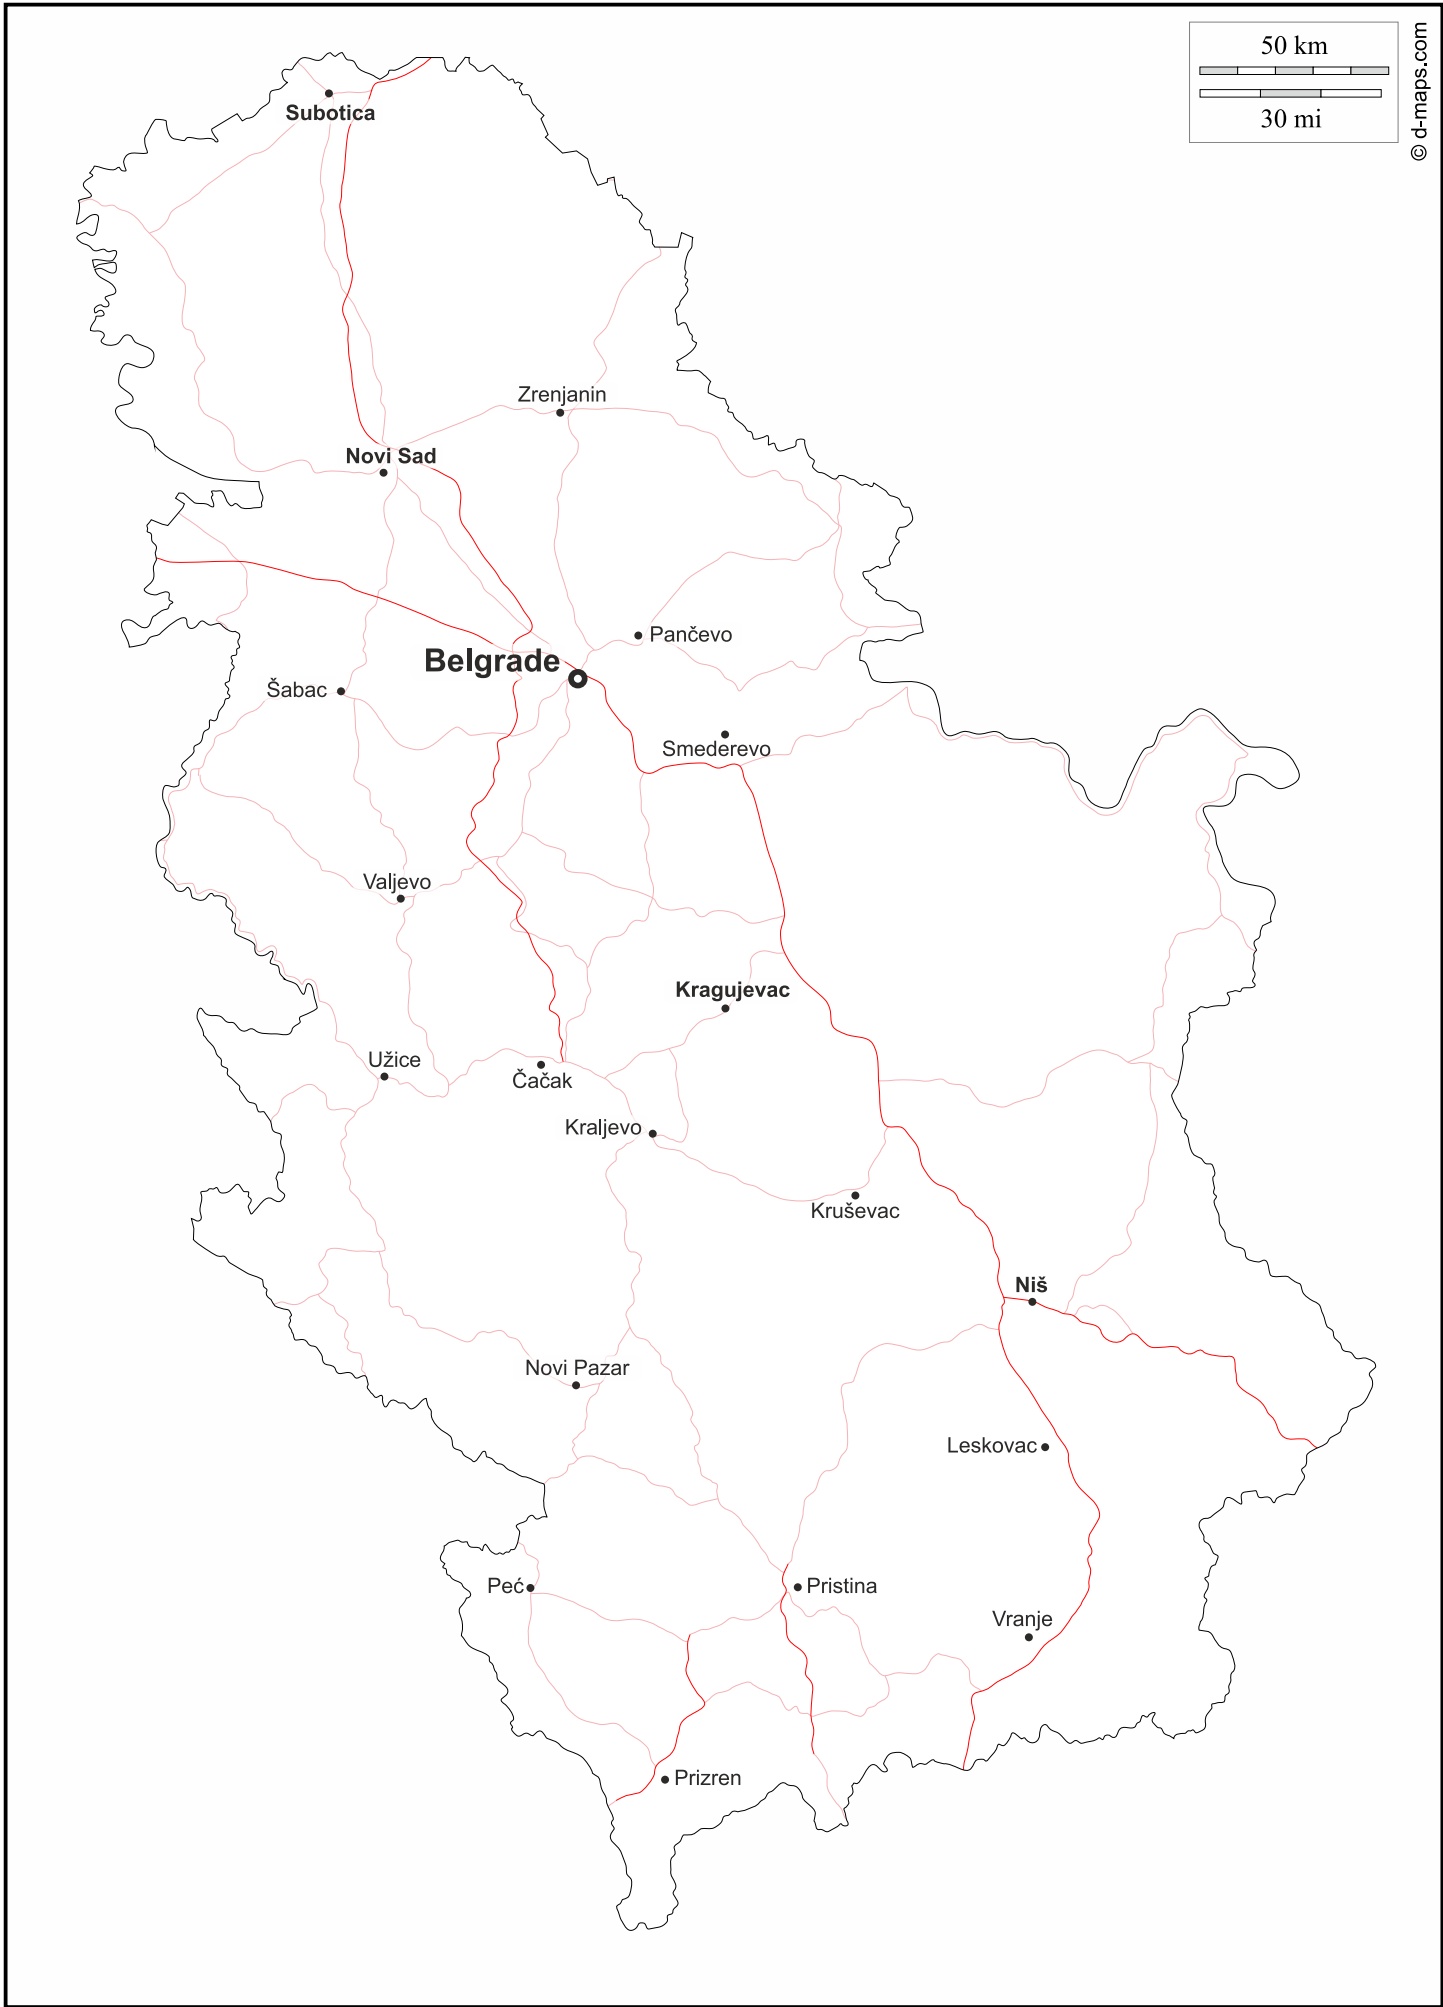 50 km
30 mi
© d-maps.com
Subotica
Zrenjanin
Novi Sad
Pančevo
Belgrade
Šabac
Smederevo
Valjevo
Kragujevac
Užice
Čačak
Kraljevo
Kruševac
Niš
Novi Pazar
Leskovac
Peć
Pristina
Vranje
Prizren